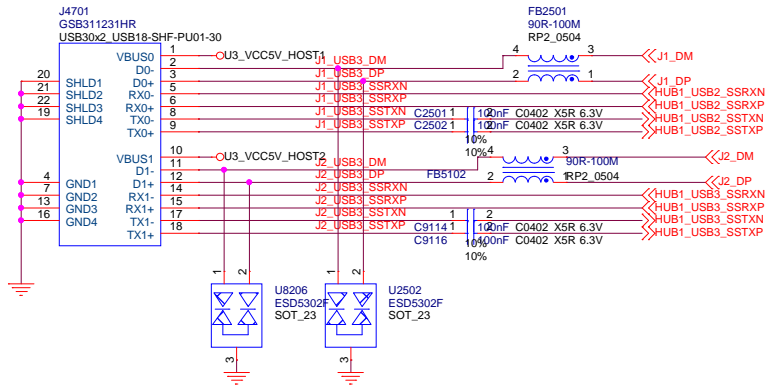 J4701
GSB311231HR
USB30x2_USB18-SHF-PU01-30
FB2501
90R-100M
RP2_0504
VBUS0 1 U3_VCC5V_HOST1
D0- 2 J1_USB3_DM 4 3 J1_DM
20 SHLD1 D0+ 3 J1_USB3_DP 2 1 J1_DP
21 SHLD2 RX0- 5 J1_USB3_SSRXN HUB1_USB2_SSRXN
22 SHLD3 RX0+ 6 J1_USB3_SSRXP HUB1_USB2_SSRXP
19 SHLD4 TX0- 8 J1_USB3_SSTXN C2501 1 2 100nF C0402 X5R 6.3V HUB1_USB2_SSTXN
TX0+ 9 J1_USB3_SSTXP C2502 1 2 100nF C0402 X5R 6.3V HUB1_USB2_SSTXP
10%
10%
VBUS1 10 U3_VCC5V_HOST2
D1- 11 J2_USB3_DM 4 3 J2_DM
90R-100M
4 GND1 D1+ 12 J2_USB3_DP FB5102 2 1 RP2_0504 J2_DP
7 GND2 RX1- 14 J2_USB3_SSRXN HUB1_USB3_SSRXN
13 GND3 RX1+ 15 J2_USB3_SSRXP HUB1_USB3_SSRXP
16 GND4 TX1- 17 J2_USB3_SSTXN 1 2 HUB1_USB3_SSTXN
TX1+ 18 J2_USB3_SSTXP C9114 1 2 100nF C0402 X5R 6.3V HUB1_USB3_SSTXP
C9116 100nF C0402 X5R 6.3V
10%
10%
1 2 1 2
U8206 U2502
ESD5302F ESD5302F
SOT_23 SOT_23
3 3